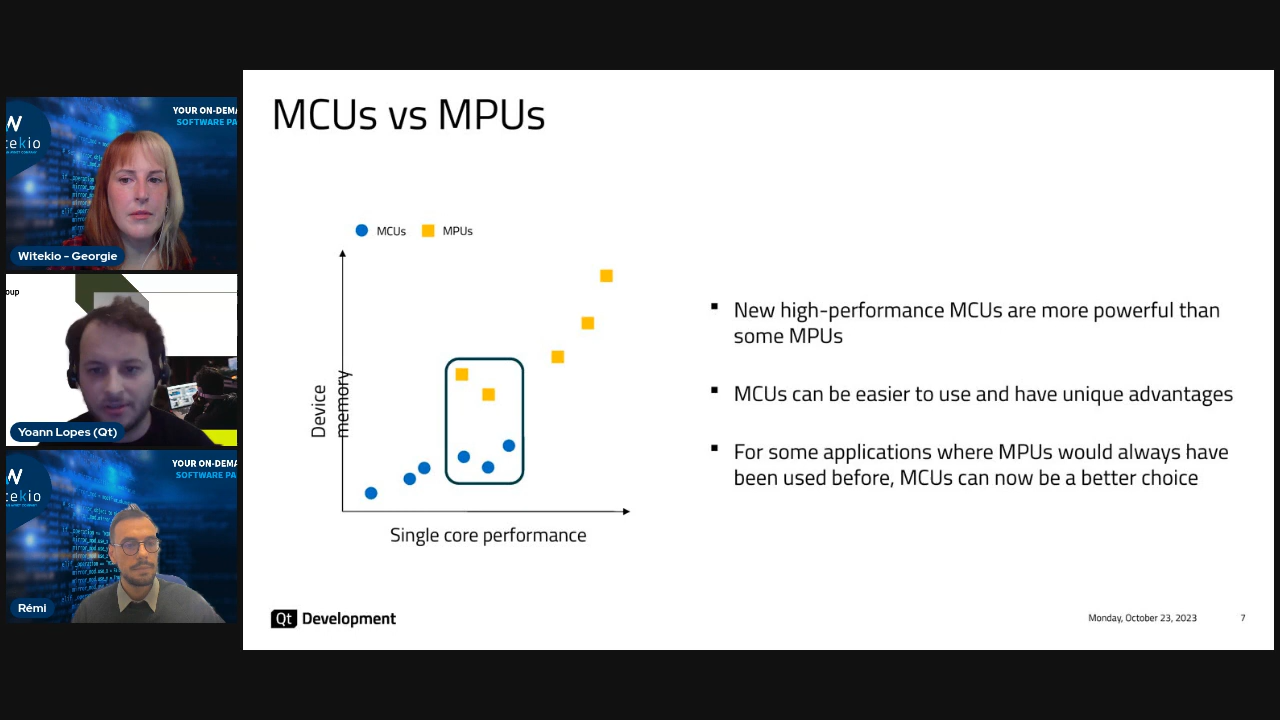 YOUR ON-DEMA
SOFTWARE PA
Witekio - Georgie
oup
Yoann Lopes (Qt)
YOUR ON-DEMA
SOFTWARE PA
Rémi
MCUs vs MPUs
MCUs
MPUs
Device
memory
Single core performance
New high-performance MCUs are more powerful than
some MPUs
MCUs can be easier to use and have unique advantages
For some applications where MPUs would always have
been used before, MCUs can now be a better choice
Qt Development
Monday, October 23, 2023
7